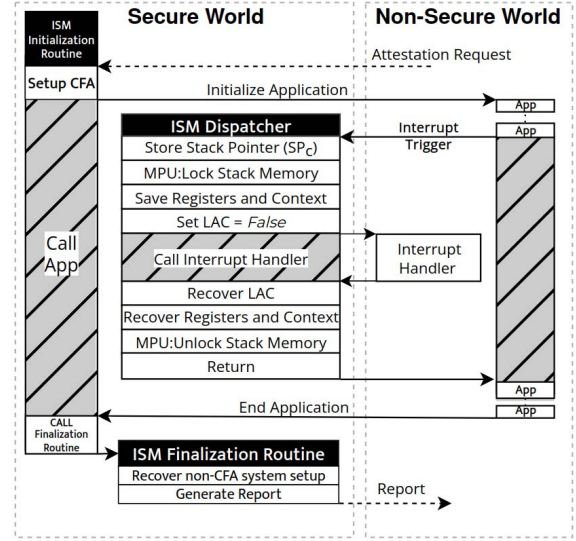 Secure World
Non-Secure World
ISM
Initialization
Routine
Attestation Request
Setup CFA
Initialize Application
App
ISM Dispatcher
Interrupt
Trigger
App
Store Stack Pointer (SPC)
MPU:Lock Stack Memory
Save Registers and Context
Set LAC = False
Call
App
Call Interrupt Handler
Interrupt
Handler
Recover LAC
Recover Registers and Context
MPU:Unlock Stack Memory
Return
App
End Application
App
CALL
Finalization
Routine
ISM Finalization Routine
Recover non-CFA system setup
Generate Report
Report